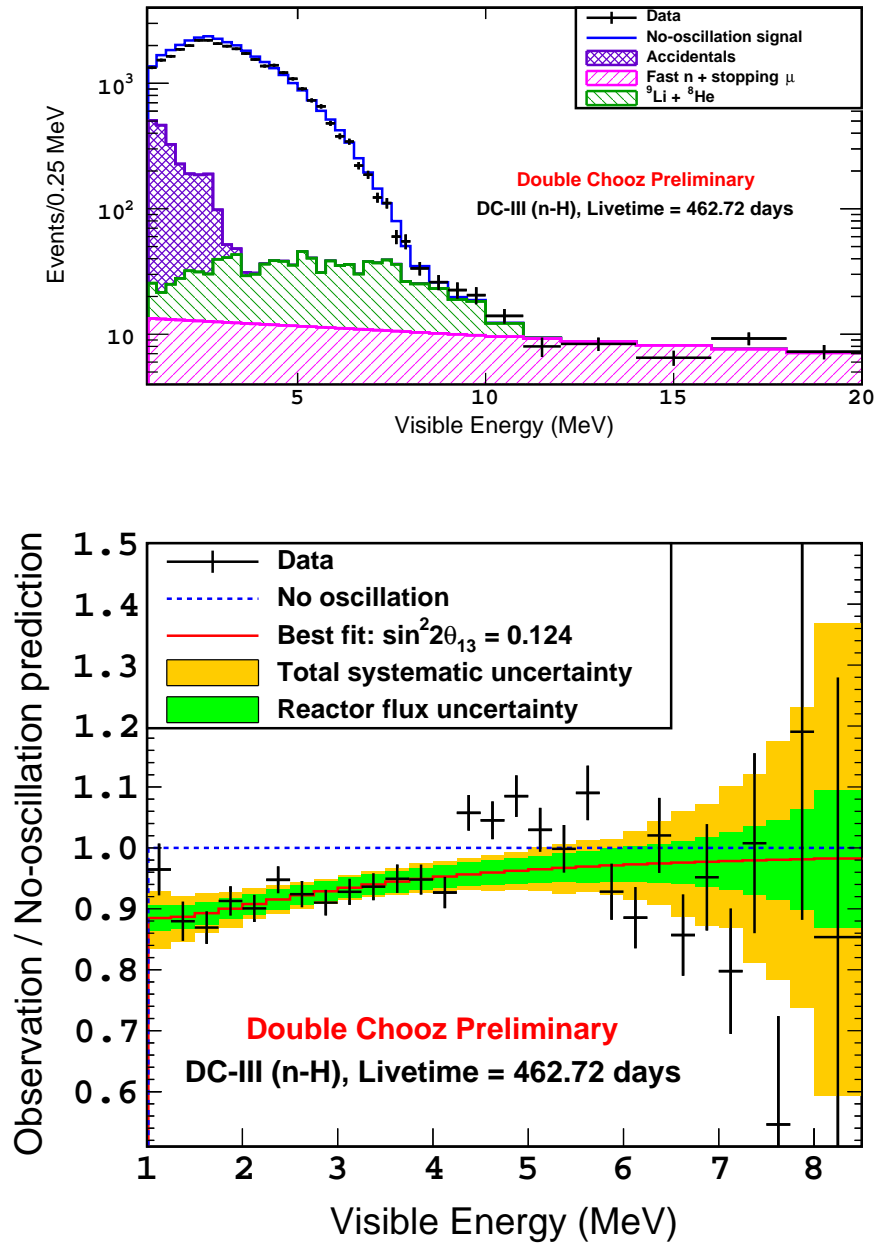 Data
No-oscillation signal
Accidentals
Fast n + stopping μ
⁹Li + ⁸He
Double Chooz Preliminary
DC-III (n-H), Livetime = 462.72 days
Events/0.25 MeV
10³
10²
10
5 10 15 20
Visible Energy (MeV)
Data
No oscillation
Best fit: sin²2θ₁₃ = 0.124
Total systematic uncertainty
Reactor flux uncertainty
Double Chooz Preliminary
DC-III (n-H), Livetime = 462.72 days
Observation / No-oscillation prediction
1.5
1.4
1.3
1.2
1.1
1.0
0.9
0.8
0.7
0.6
1 2 3 4 5 6 7 8
Visible Energy (MeV)